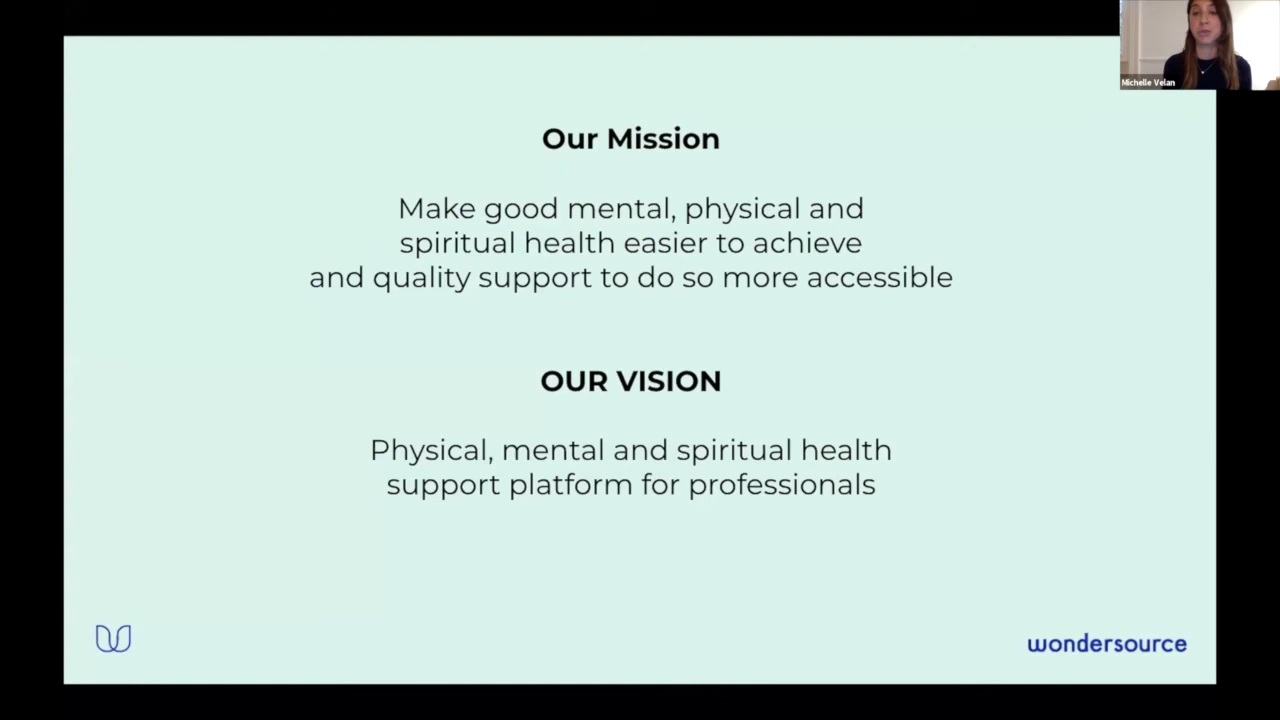 Michelle Velan
Our Mission
Make good mental, physical and
spiritual health easier to achieve
and quality support to do so more accessible
OUR VISION
Physical, mental and spiritual health
support platform for professionals
wondersource